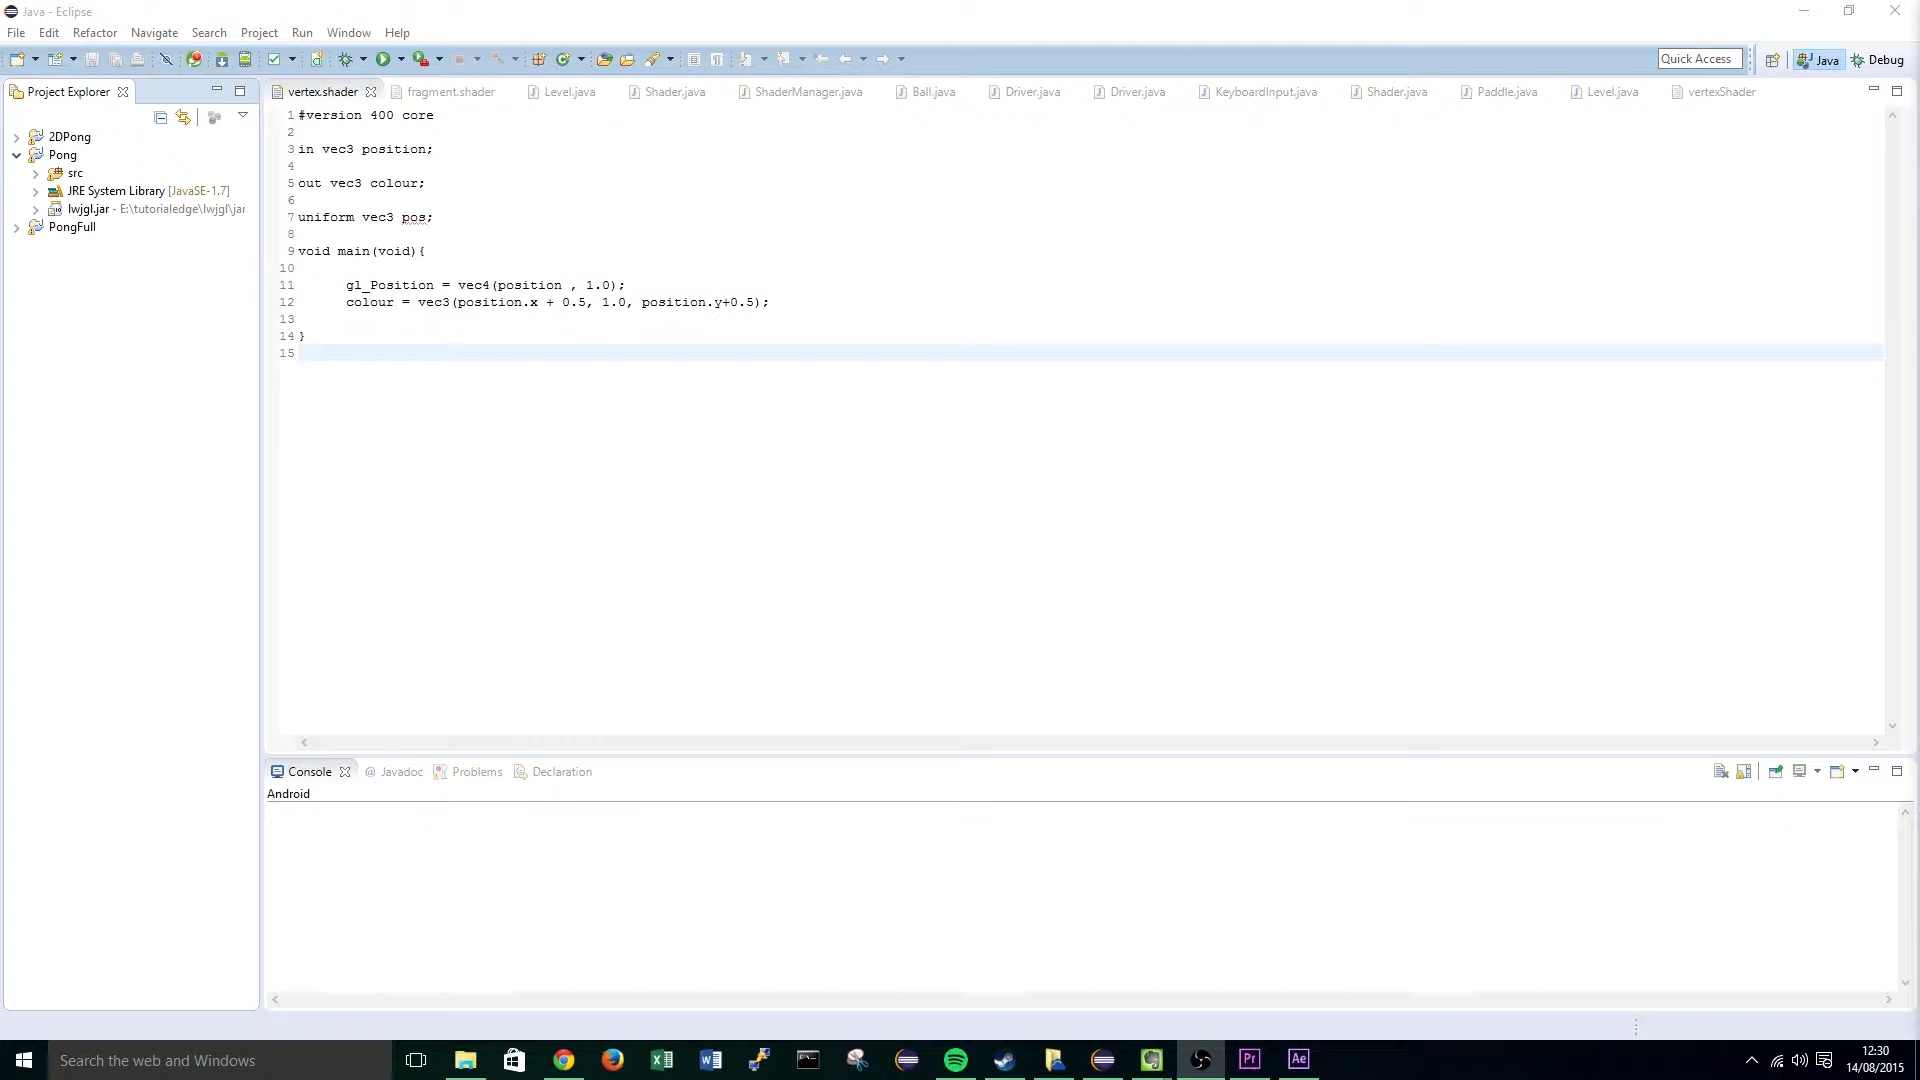 Java - Eclipse
File Edit Refactor Navigate Search Project Run Window Help
Quick Access Java Debug
Project Explorer
vertex.shader fragment.shader Level.java Shader.java ShaderManager.java Ball.java Driver.java Driver.java KeyboardInput.java Shader.java Paddle.java Level.java vertexShader
2DPong
Pong
src
JRE System Library [JavaSE-1.7]
lwjgl.jar - E:\tutorialedge\lwjgl\jar
PongFull
1 #version 400 core
2
3 in vec3 position;
4
5 out vec3 colour;
6
7 uniform vec3 pos;
8
9 void main(void){
10
11 gl_Position = vec4(position , 1.0);
12 colour = vec3(position.x + 0.5, 1.0, position.y+0.5);
13
14 }
15
Console @ Javadoc Problems Declaration
Android
Search the web and Windows
Pr Ae
12:30
14/08/2015